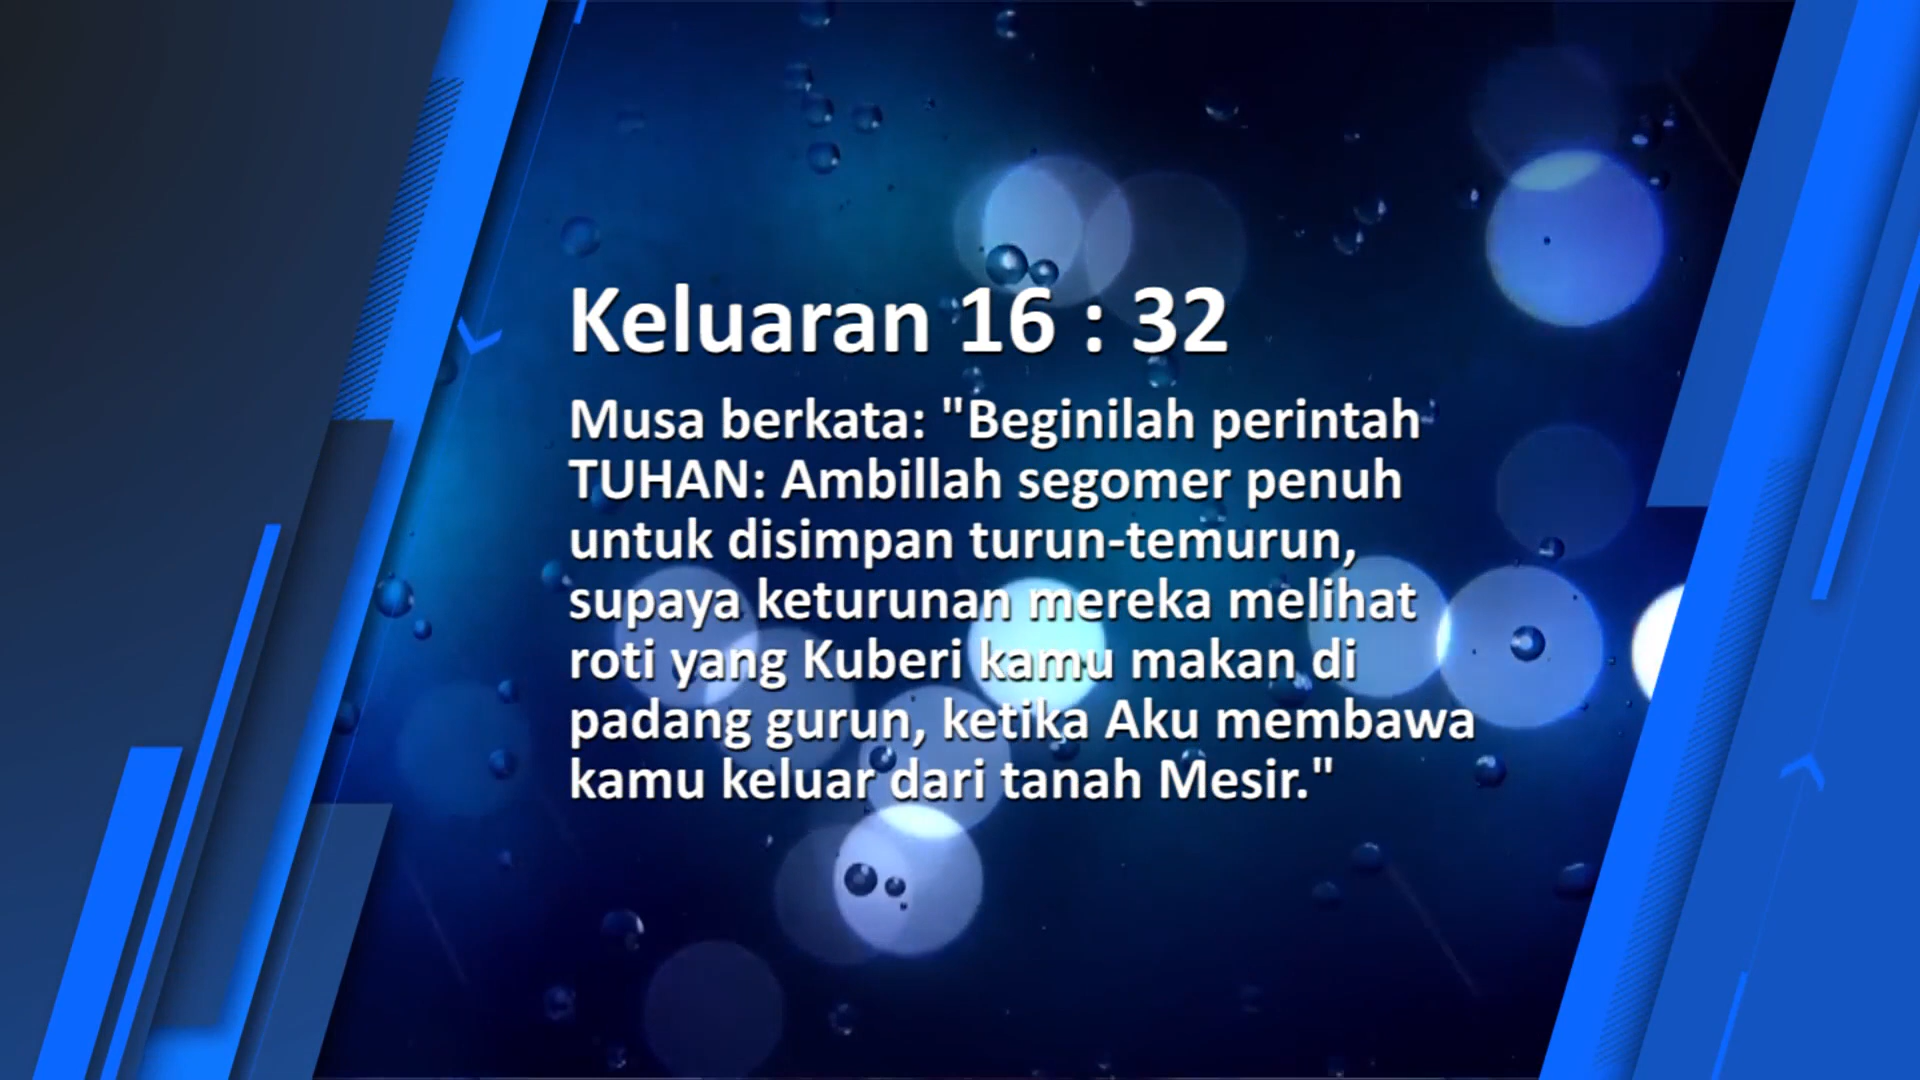 Keluaran 16 : 32
Musa berkata: "Beginilah perintah
TUHAN: Ambillah segomer penuh
untuk disimpan turun-temurun,
supaya keturunan mereka melihat
roti yang Kuberi kamu makan di
padang gurun, ketika Aku membawa
kamu keluar dari tanah Mesir."